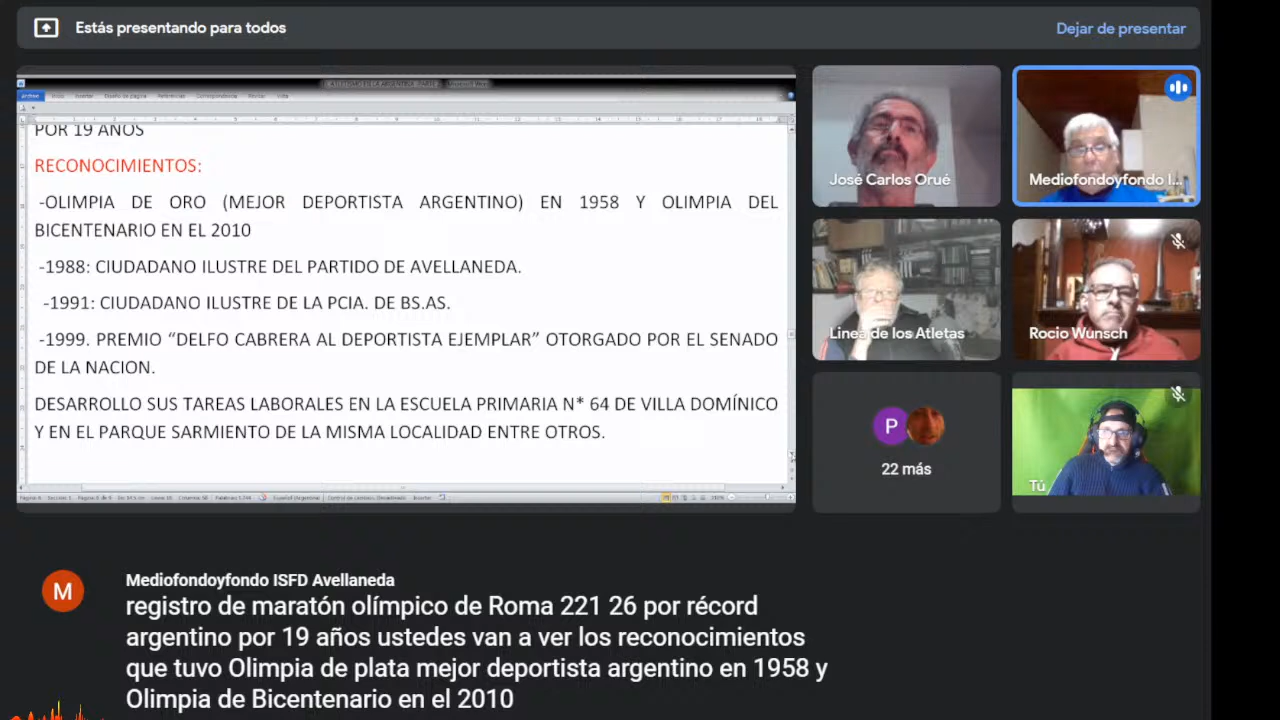 Estás presentando para todos
Dejar de presentar
Archivo
POR 19 AÑOS
RECONOCIMIENTOS:
-OLIMPIA DE ORO (MEJOR DEPORTISTA ARGENTINO) EN 1958 Y OLIMPIA DEL
BICENTENARIO EN EL 2010
-1988: CIUDADANO ILUSTRE DEL PARTIDO DE AVELLANEDA.
-1991: CIUDADANO ILUSTRE DE LA PCIA. DE BS.AS.
-1999. PREMIO “DELFO CABRERA AL DEPORTISTA EJEMPLAR” OTORGADO POR EL SENADO
DE LA NACION.
DESARROLLO SUS TAREAS LABORALES EN LA ESCUELA PRIMARIA N* 64 DE VILLA DOMÍNICO
Y EN EL PARQUE SARMIENTO DE LA MISMA LOCALIDAD ENTRE OTROS.
José Carlos Orué
Mediofondoyfondo I...
Linea de los Atletas
Rocio Wunsch
P
22 más
Tú
M
Mediofondoyfondo ISFD Avellaneda
registro de maratón olímpico de Roma 221 26 por récord
argentino por 19 años ustedes van a ver los reconocimientos
que tuvo Olimpia de plata mejor deportista argentino en 1958 y
Olimpia de Bicentenario en el 2010